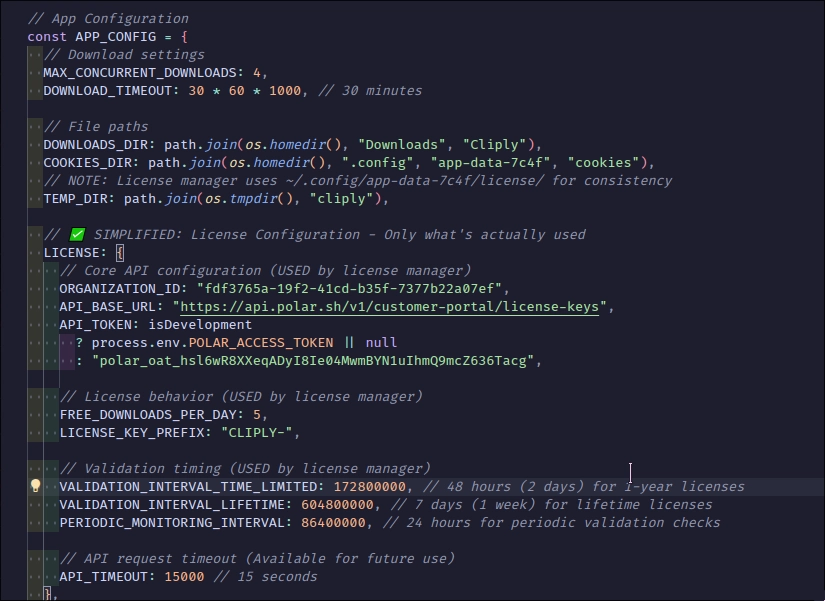 // App Configuration
const APP_CONFIG = {
// Download settings
MAX_CONCURRENT_DOWNLOADS: 4,
DOWNLOAD_TIMEOUT: 30 * 60 * 1000, // 30 minutes
// File paths
DOWNLOADS_DIR: path.join(os.homedir(), "Downloads", "Cliply"),
COOKIES_DIR: path.join(os.homedir(), ".config", "app-data-7c4f", "cookies"),
// NOTE: License manager uses ~/.config/app-data-7c4f/license/ for consistency
TEMP_DIR: path.join(os.tmpdir(), "cliply"),
// ✅ SIMPLIFIED: License Configuration - Only what's actually used
LICENSE: {
// Core API configuration (USED by license manager)
ORGANIZATION_ID: "fdf3765a-19f2-41cd-b35f-7377b22a07ef",
API_BASE_URL: "https://api.polar.sh/v1/customer-portal/license-keys",
API_TOKEN: isDevelopment
? process.env.POLAR_ACCESS_TOKEN || null
: "polar_oat_hsl6wR8XXeqADyI8Ie04MwmBYN1uIhmQ9mcZ636Tacg",
// License behavior (USED by license manager)
FREE_DOWNLOADS_PER_DAY: 5,
LICENSE_KEY_PREFIX: "CLIPLY-",
// Validation timing (USED by license manager)
VALIDATION_INTERVAL_TIME_LIMITED: 172800000, // 48 hours (2 days) for 1-year licenses
VALIDATION_INTERVAL_LIFETIME: 604800000, // 7 days (1 week) for lifetime licenses
PERIODIC_MONITORING_INTERVAL: 86400000, // 24 hours for periodic validation checks
// API request timeout (Available for future use)
API_TIMEOUT: 15000 // 15 seconds
},